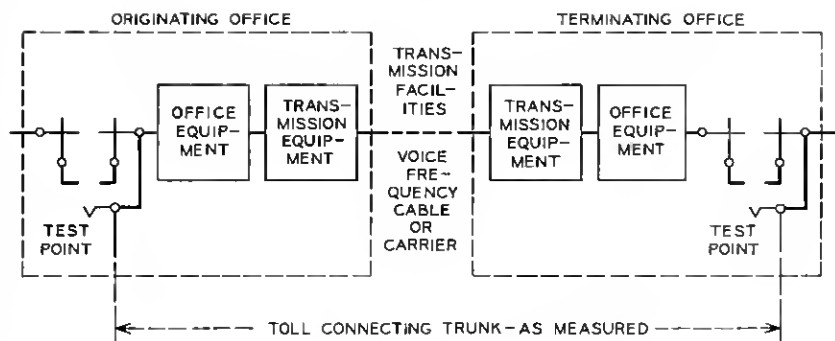 ORIGINATING OFFICE
TERMINATING OFFICE
OFFICE
EQUIP-
MENT
TRANS-
MISSION
EQUIP-
MENT
TRANS-
MISSION
FACIL-
ITIES
VOICE
FRE-
QUENCY
CABLE
OR
CARRIER
TRANS-
MISSION
EQUIP-
MENT
OFFICE
EQUIP-
MENT
TEST
POINT
TEST
POINT
TOLL CONNECTING TRUNK-AS MEASURED